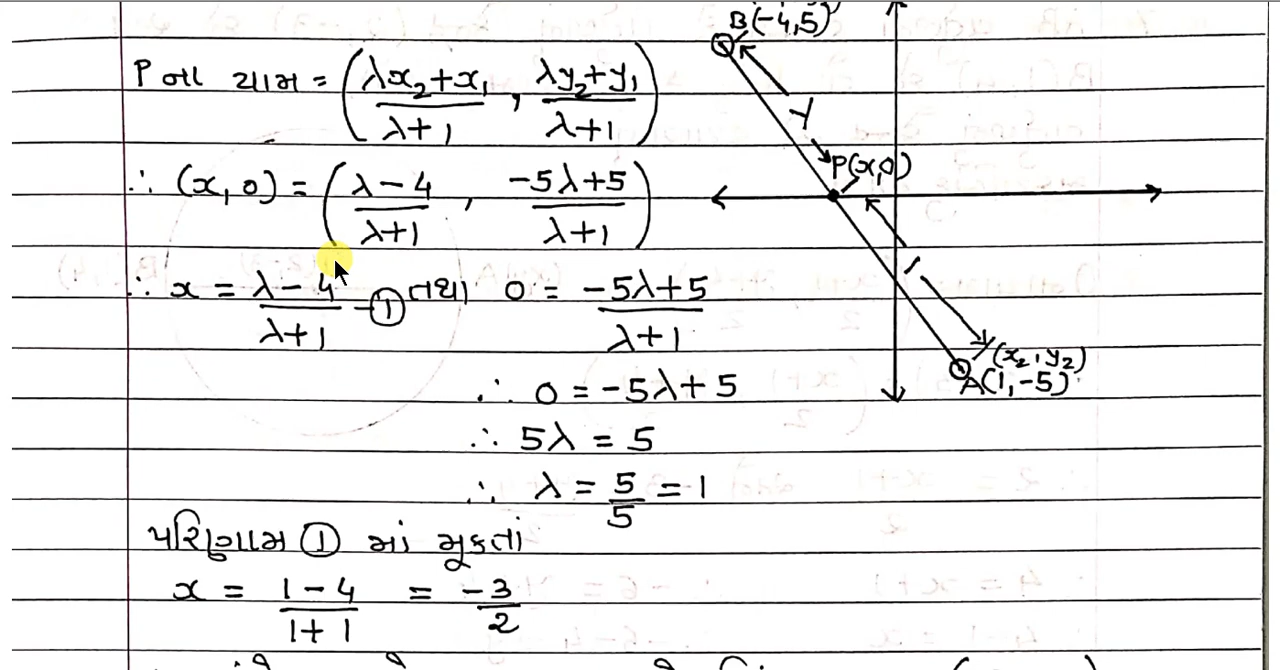 P ના યામ = (λx₂+x₁/λ+1 , λy₂+y₁/λ+1)
∴ (x,0) = (λ-4/λ+1 , -5λ+5/λ+1)
∴ x = λ-4/λ+1 -① તથા 0 = -5λ+5/λ+1
∴ 0 = -5λ+5
∴ 5λ = 5
∴ λ = 5/5 = 1
પરિણામ ① માં મૂકતાં
x = 1-4/1+1 = -3/2
B(-4,5)
P(x,0)
(x₂,y₂)
A(1,-5)